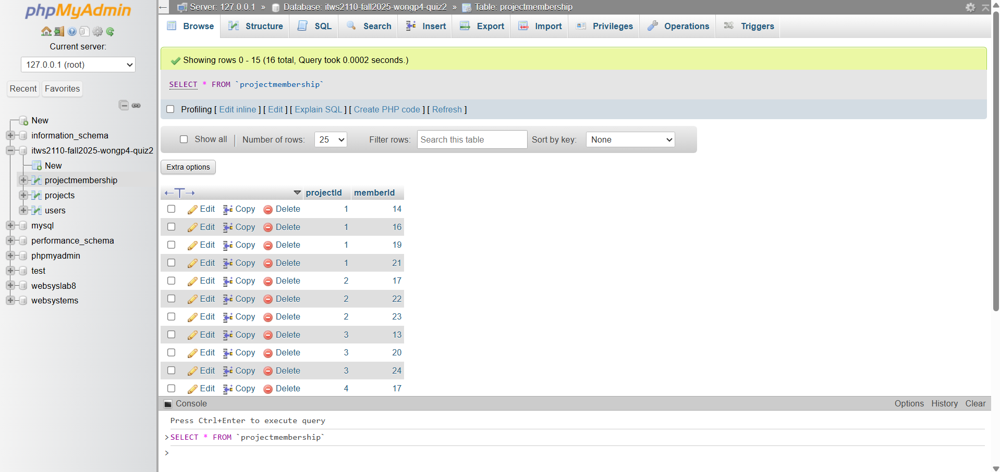 phpMyAdmin
Current server:
127.0.0.1 (root)
Recent Favorites
New
information_schema
itws2110-fall2025-wongp4-quiz2
New
projectmembership
projects
users
mysql
performance_schema
phpmyadmin
test
websyslab8
websystems
Server: 127.0.0.1 » Database: itws2110-fall2025-wongp4-quiz2 » Table: projectmembership
Browse Structure SQL Search Insert Export Import Privileges Operations Triggers
Showing rows 0 - 15 (16 total, Query took 0.0002 seconds.)
SELECT * FROM `projectmembership`
Profiling [ Edit inline ] [ Edit ] [ Explain SQL ] [ Create PHP code ] [ Refresh ]
Show all Number of rows: 25 Filter rows: Search this table Sort by key: None
Extra options
←T→ projectId memberId
Edit Copy Delete 1 14
Edit Copy Delete 1 16
Edit Copy Delete 1 19
Edit Copy Delete 1 21
Edit Copy Delete 2 17
Edit Copy Delete 2 22
Edit Copy Delete 2 23
Edit Copy Delete 3 13
Edit Copy Delete 3 20
Edit Copy Delete 3 24
Edit Copy Delete 4 17
Console Options History Clear
Press Ctrl+Enter to execute query
>SELECT * FROM `projectmembership`
>